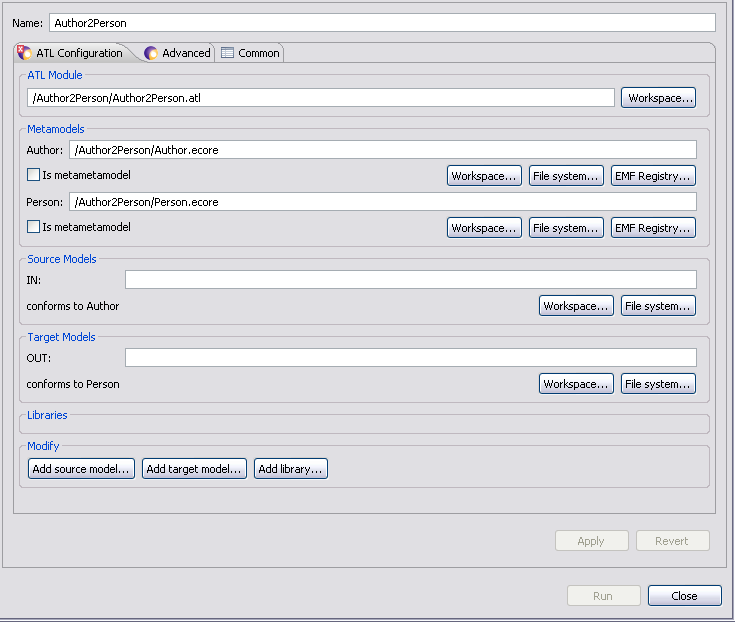 Name: Author2Person
ATL Configuration Advanced Common
ATL Module
/Author2Person/Author2Person.atl Workspace...
Metamodels
Author: /Author2Person/Author.ecore
Is metametamodel Workspace... File system... EMF Registry...
Person: /Author2Person/Person.ecore
Is metametamodel Workspace... File system... EMF Registry...
Source Models
IN:
conforms to Author Workspace... File system...
Target Models
OUT:
conforms to Person Workspace... File system...
Libraries
Modify
Add source model... Add target model... Add library...
Apply Revert
Run Close